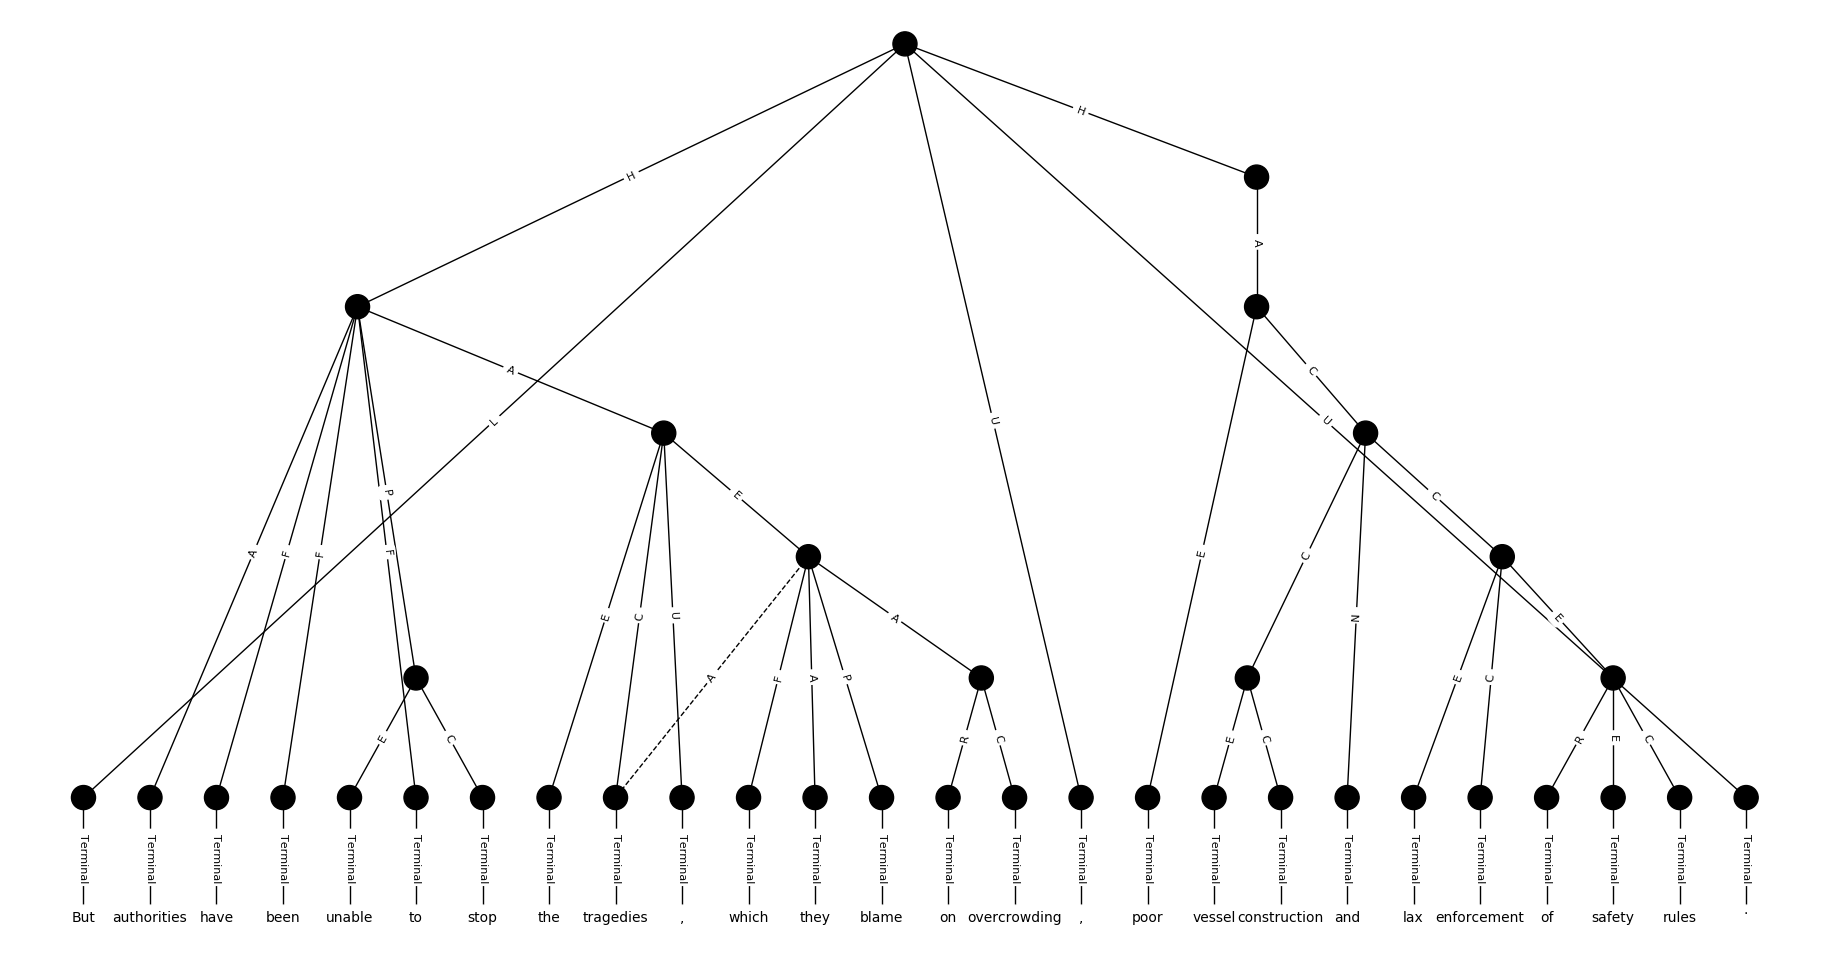 H
H
A
A
C
L
U
U
P
C
E
A
F
F
F
E
C
N
E
C
U
A
E
E
A
F
A
P
E
C
E
C
R
C
E
C
R
E
C
Terminal Terminal Terminal Terminal Terminal Terminal Terminal Terminal Terminal Terminal Terminal Terminal Terminal Terminal Terminal Terminal Terminal Terminal Terminal Terminal Terminal Terminal Terminal Terminal Terminal Terminal
But authorities have been unable to stop the tragedies , which they blame on overcrowding , poor vessel construction and lax enforcement of safety rules .